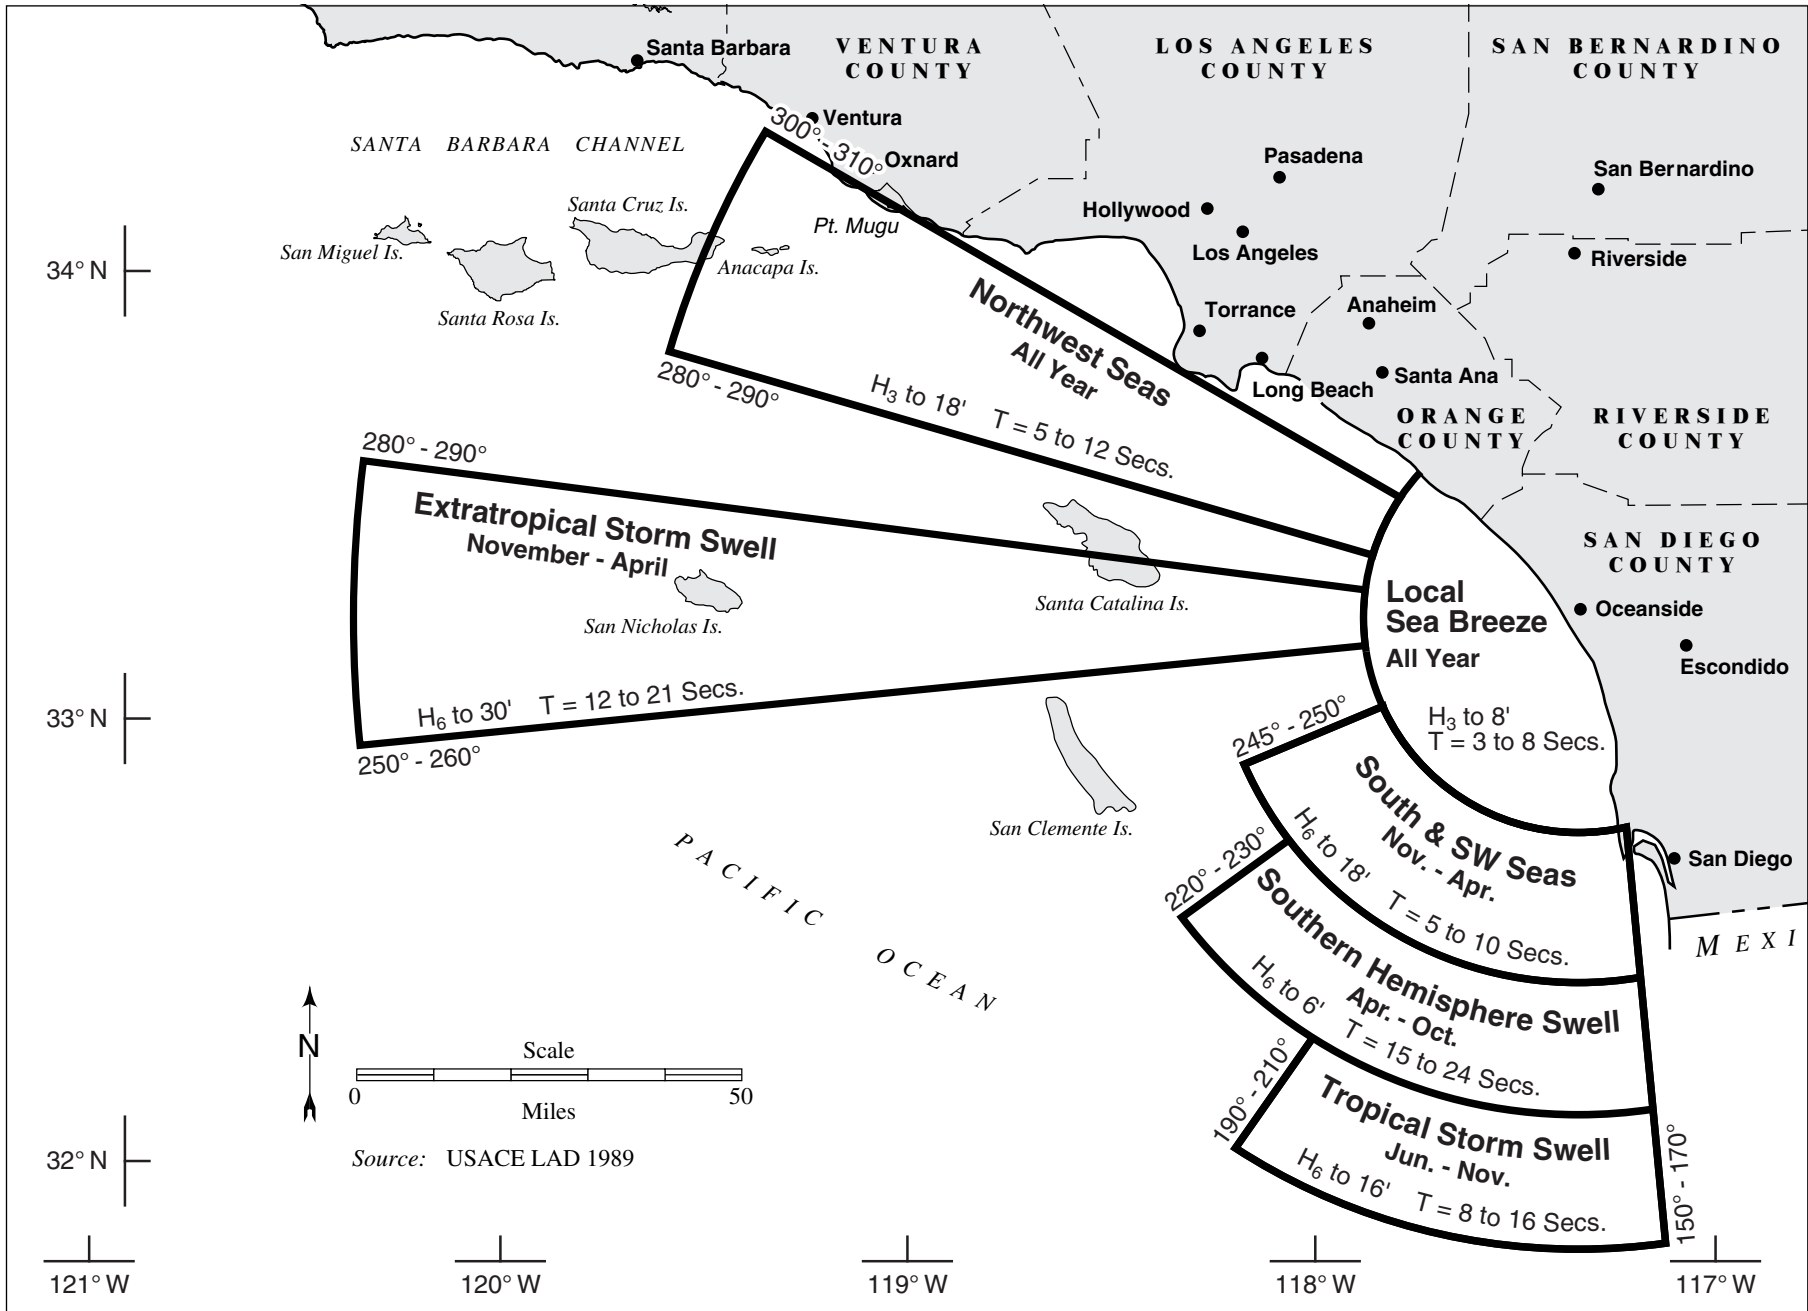 Santa Barbara
VENTURA
COUNTY
LOS ANGELES
COUNTY
SAN BERNARDINO
COUNTY
Ventura
300° - 310°
Oxnard
SANTA BARBARA CHANNEL
Pasadena
San Bernardino
Hollywood
Los Angeles
Riverside
Santa Cruz Is.
Pt. Mugu
San Miguel Is.
Anacapa Is.
34° N
Santa Rosa Is.
Torrance
Anaheim
Northwest Seas
All Year
H3 to 18' T = 5 to 12 Secs.
280° - 290°
Long Beach
Santa Ana
ORANGE
COUNTY
RIVERSIDE
COUNTY
280° - 290°
Extratropical Storm Swell
November - April
San Nicholas Is.
Santa Catalina Is.
H6 to 30' T = 12 to 21 Secs.
250° - 260°
SAN DIEGO
COUNTY
Local
Sea Breeze
All Year
H3 to 8'
T = 3 to 8 Secs.
Oceanside
Escondido
33° N
San Clemente Is.
245° - 250°
South & SW Seas
Nov. - Apr.
H6 to 18' T = 5 to 10 Secs.
San Diego
MEXI
PACIFIC OCEAN
220° - 230°
Southern Hemisphere Swell
Apr. - Oct.
H6 to 6' T = 15 to 24 Secs.
190° - 210°
Tropical Storm Swell
Jun. - Nov.
H6 to 16' T = 8 to 16 Secs.
150° - 170°
N
Scale
0 50
Miles
Source: USACE LAD 1989
32° N
121° W 120° W 119° W 118° W 117° W